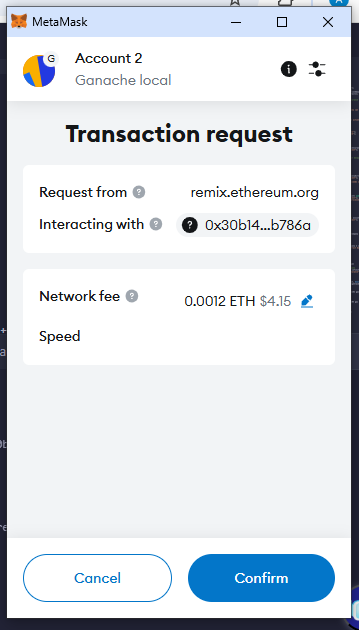 MetaMask
G
Account 2
Ganache local
Transaction request
Request from ? remix.ethereum.org
Interacting with ? ? 0x30b14...b786a
Network fee ? 0.0012 ETH $4.15
Speed
Cancel Confirm